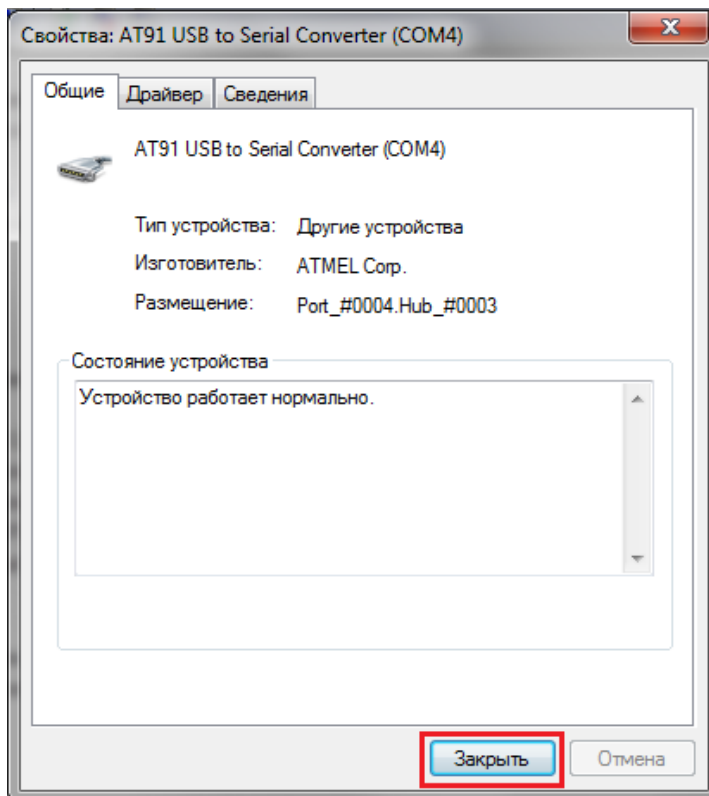 Свойства: AT91 USB to Serial Converter (COM4)
Общие Драйвер Сведения
AT91 USB to Serial Converter (COM4)
Тип устройства: Другие устройства
Изготовитель: ATMEL Corp.
Размещение: Port_#0004.Hub_#0003
Состояние устройства
Устройство работает нормально.
Закрыть Отмена